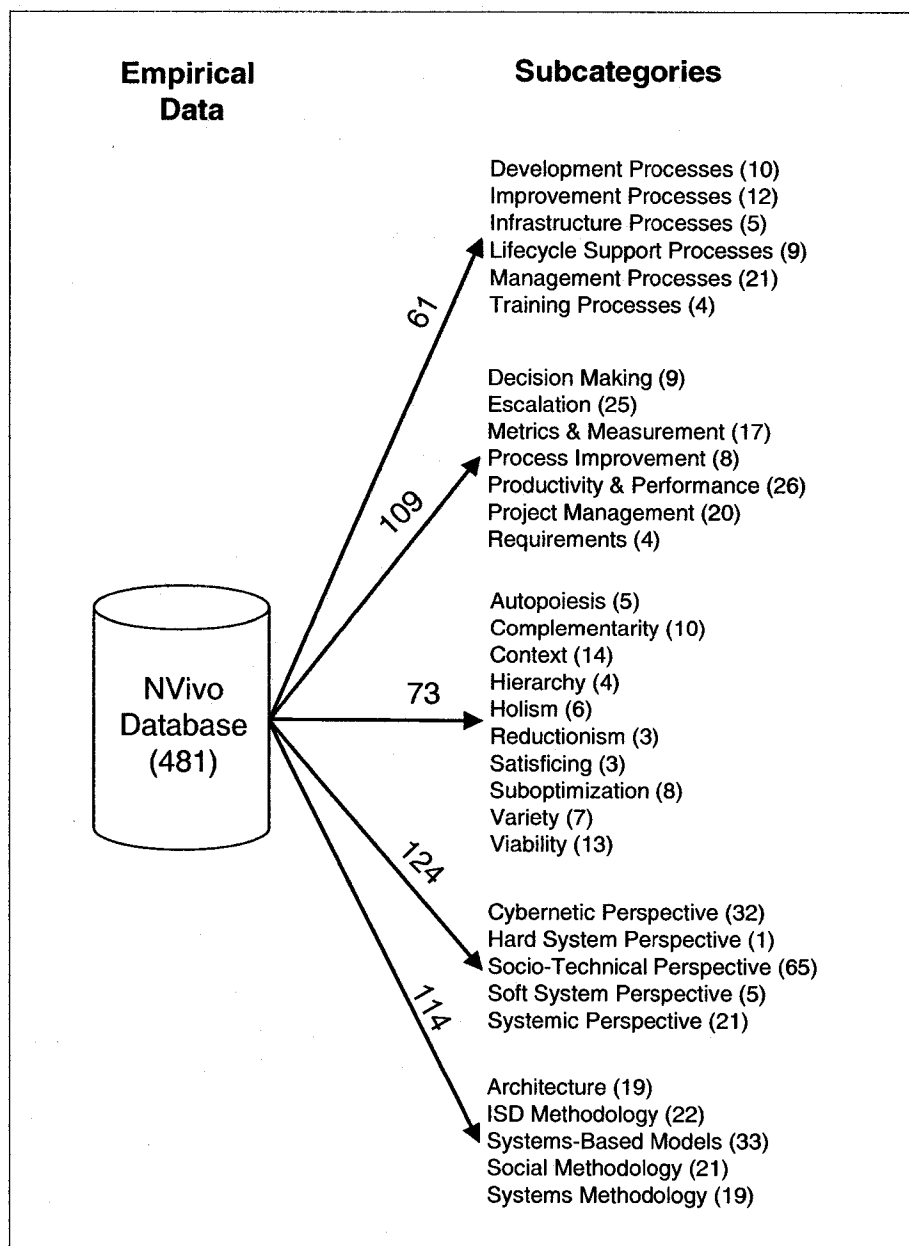 Empirical
Data
Subcategories
Development Processes (10)
Improvement Processes (12)
Infrastructure Processes (5)
Lifecycle Support Processes (9)
Management Processes (21)
Training Processes (4)
61
Decision Making (9)
Escalation (25)
Metrics & Measurement (17)
Process Improvement (8)
Productivity & Performance (26)
Project Management (20)
Requirements (4)
109
Autopoiesis (5)
Complementarity (10)
Context (14)
Hierarchy (4)
Holism (6)
Reductionism (3)
Satisficing (3)
Suboptimization (8)
Variety (7)
Viability (13)
73
NVivo
Database
(481)
124
Cybernetic Perspective (32)
Hard System Perspective (1)
Socio-Technical Perspective (65)
Soft System Perspective (5)
Systemic Perspective (21)
114
Architecture (19)
ISD Methodology (22)
Systems-Based Models (33)
Social Methodology (21)
Systems Methodology (19)